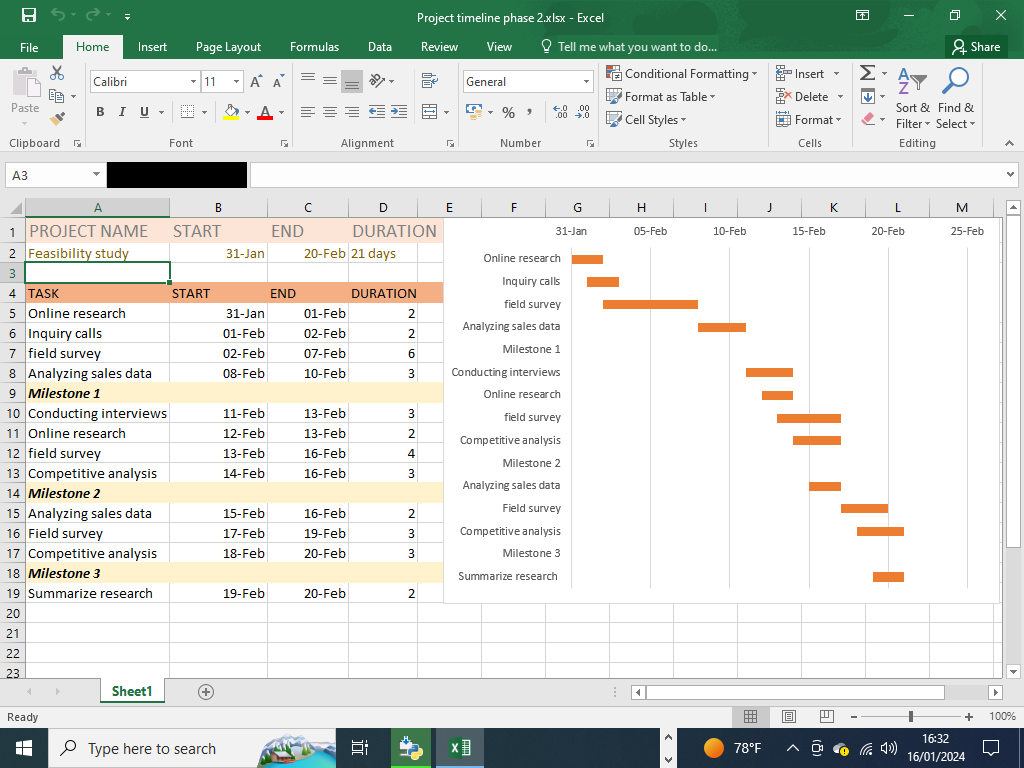 Project timeline phase 2.xlsx - Excel
File Home Insert Page Layout Formulas Data Review View Tell me what you want to do... Share
Calibri 11 General Conditional Formatting Insert
Paste Format as Table Delete Sort & Find &
B I U A % , Cell Styles Format Filter Select
Clipboard Font Alignment Number Styles Cells Editing
A3
A B C D E F G H I J K L M
1 PROJECT NAME START END DURATION
2 Feasibility study 31-Jan 20-Feb 21 days
3
4 TASK START END DURATION
5 Online research 31-Jan 01-Feb 2
6 Inquiry calls 01-Feb 02-Feb 2
7 field survey 02-Feb 07-Feb 6
8 Analyzing sales data 08-Feb 10-Feb 3
9 Milestone 1
10 Conducting interviews 11-Feb 13-Feb 3
11 Online research 12-Feb 13-Feb 2
12 field survey 13-Feb 16-Feb 4
13 Competitive analysis 14-Feb 16-Feb 3
14 Milestone 2
15 Analyzing sales data 15-Feb 16-Feb 2
16 Field survey 17-Feb 19-Feb 3
17 Competitive analysis 18-Feb 20-Feb 3
18 Milestone 3
19 Summarize research 19-Feb 20-Feb 2
20
21
22
23
31-Jan 05-Feb 10-Feb 15-Feb 20-Feb 25-Feb
Online research
Inquiry calls
field survey
Analyzing sales data
Milestone 1
Conducting interviews
Online research
field survey
Competitive analysis
Milestone 2
Analyzing sales data
Field survey
Competitive analysis
Milestone 3
Summarize research
Sheet1
Ready 100%
Type here to search 78°F 16:32
16/01/2024